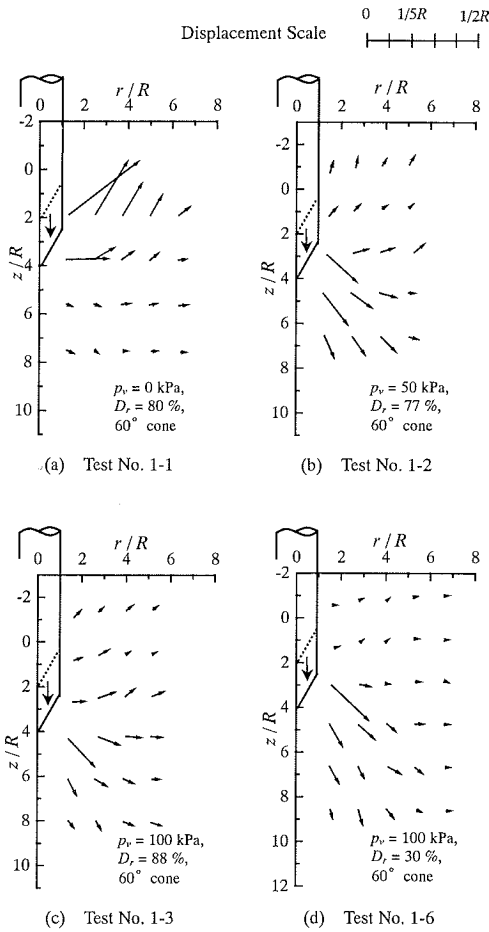 Displacement Scale
0 1/5R 1/2R
r / R
0 2 4 6 8
-2
0
2
4
6
8
10
z / R
p_v = 0 kPa,
D_r = 80 %,
60° cone
(a) Test No. 1-1
r / R
0 2 4 6 8
-2
0
2
4
6
8
10
z / R
p_v = 50 kPa,
D_r = 77 %,
60° cone
(b) Test No. 1-2
r / R
0 2 4 6 8
-2
0
2
4
6
8
10
z / R
p_v = 100 kPa,
D_r = 88 %,
60° cone
(c) Test No. 1-3
r / R
0 2 4 6 8
0
2
4
6
8
10
12
z / R
p_v = 100 kPa,
D_r = 30 %,
60° cone
(d) Test No. 1-6